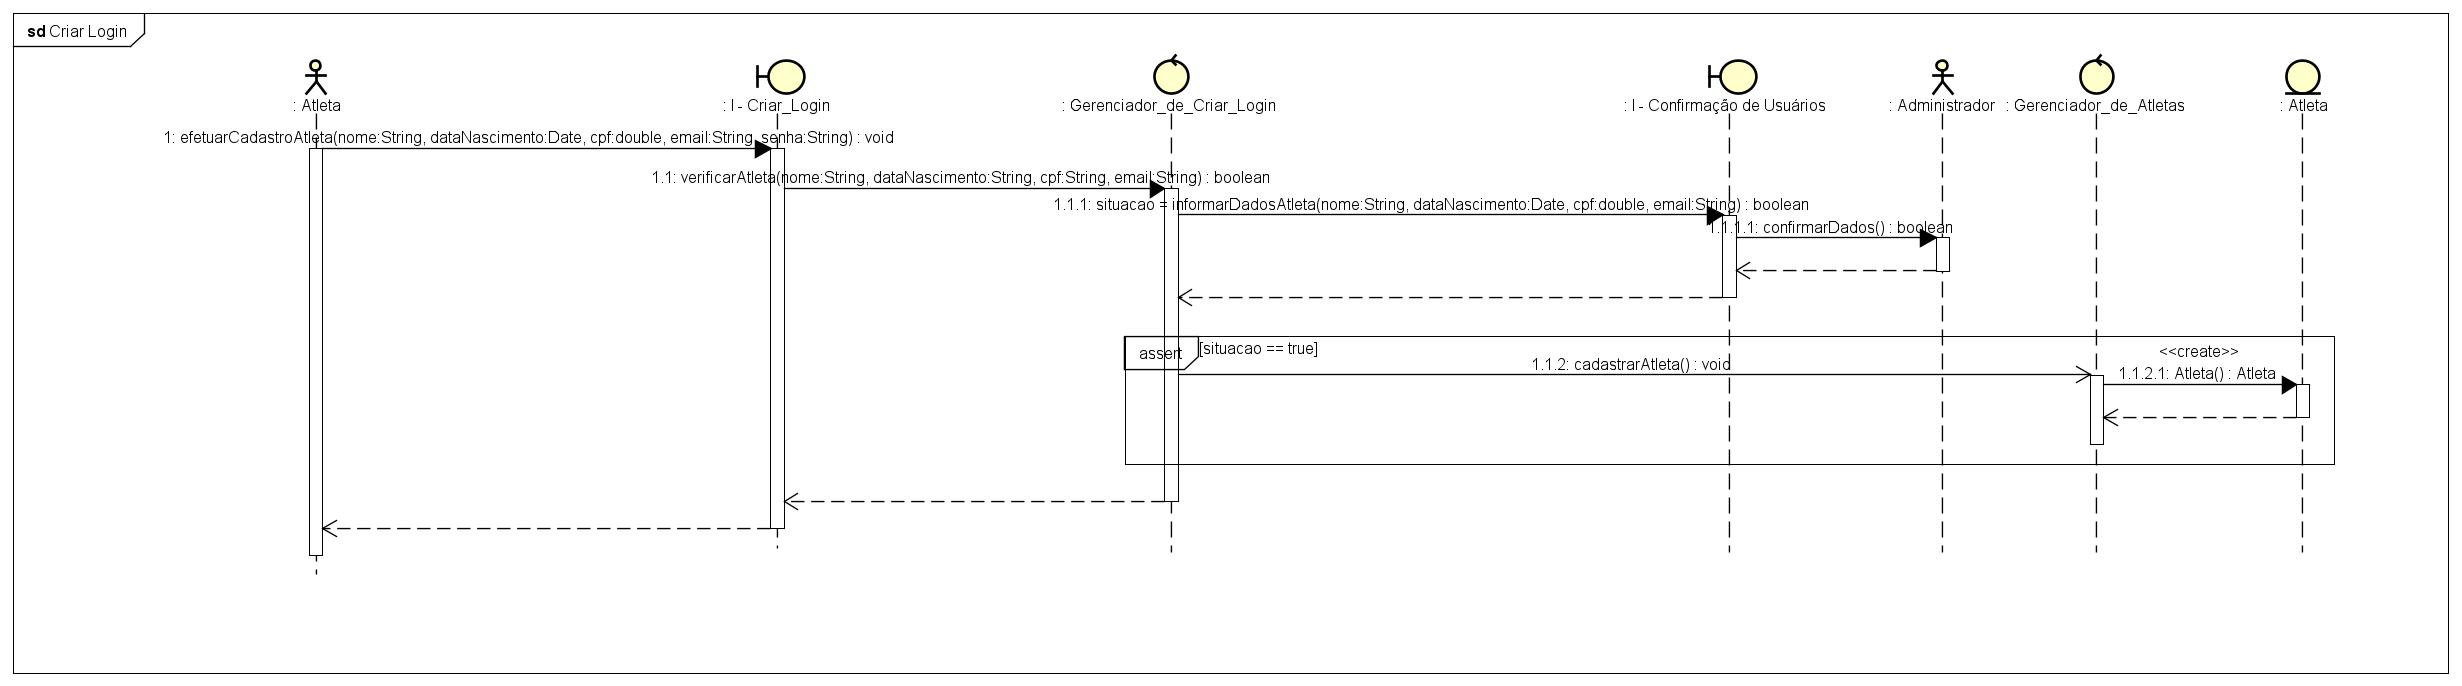 sd Criar Login
: Atleta
: I - Criar_Login
: Gerenciador_de_Criar_Login
: I - Confirmação de Usuários
: Administrador
: Gerenciador_de_Atletas
: Atleta
1: efetuarCadastroAtleta(nome:String, dataNascimento:Date, cpf:double, email:String, senha:String) : void
1.1: verificarAtleta(nome:String, dataNascimento:String, cpf:String, email:String) : boolean
1.1.1: situacao = informarDadosAtleta(nome:String, dataNascimento:Date, cpf:double, email:String) : boolean
1.1.1.1: confirmarDados() : boolean
assert
[situacao == true]
<<create>>
1.1.2: cadastrarAtleta() : void
1.1.2.1: Atleta() : Atleta